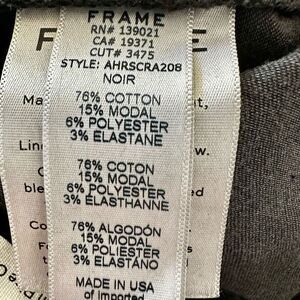 FRAME
RN# 139021
CA# 19371
CUT# 3475
STYLE: AHRSCRA208
NOIR
76% COTTON
15% MODAL
6% POLYESTER
3% ELASTANE
76% COTON
15% MODAL
6% POLYESTER
3% ELASTHANNE
76% ALGODÓN
15% MODAL
6% POLYESTER
3% ELASTANO
MADE IN USA
of imported